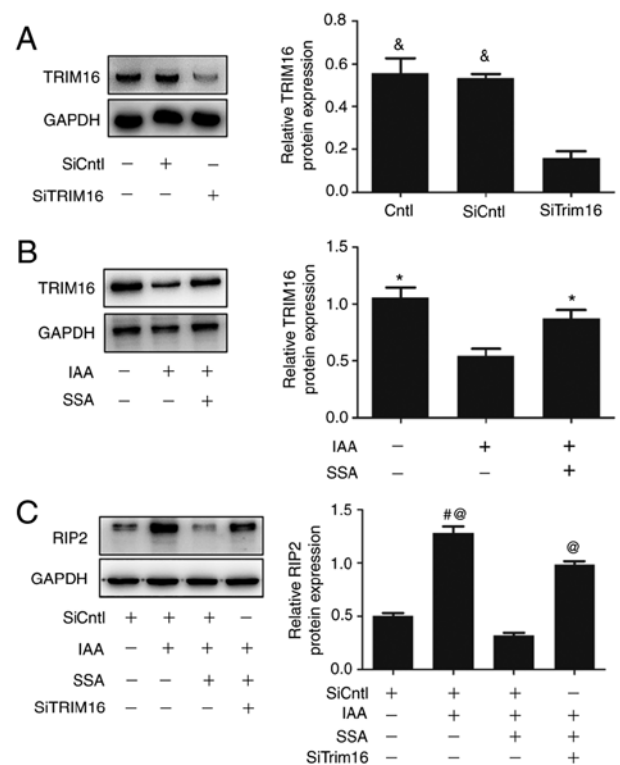 A
TRIM16
GAPDH
SiCntl – + –
SiTRIM16 – – +
Relative TRIM16
protein expression
0.8
0.6
0.4
0.2
0.0
& &
Cntl SiCntl SiTrim16
B
TRIM16
GAPDH
IAA – + +
SSA – – +
Relative TRIM16
protein expression
1.5
1.0
0.5
0.0
* *
IAA – + +
SSA – – +
C
RIP2
GAPDH
SiCntl + + + –
IAA – + + +
SSA – – + +
SiTRIM16 – – – +
Relative RIP2
protein expression
1.5
1.0
0.5
0.0
#@ @
SiCntl + + + –
IAA – + + +
SSA – – + +
SiTrim16 – – – +